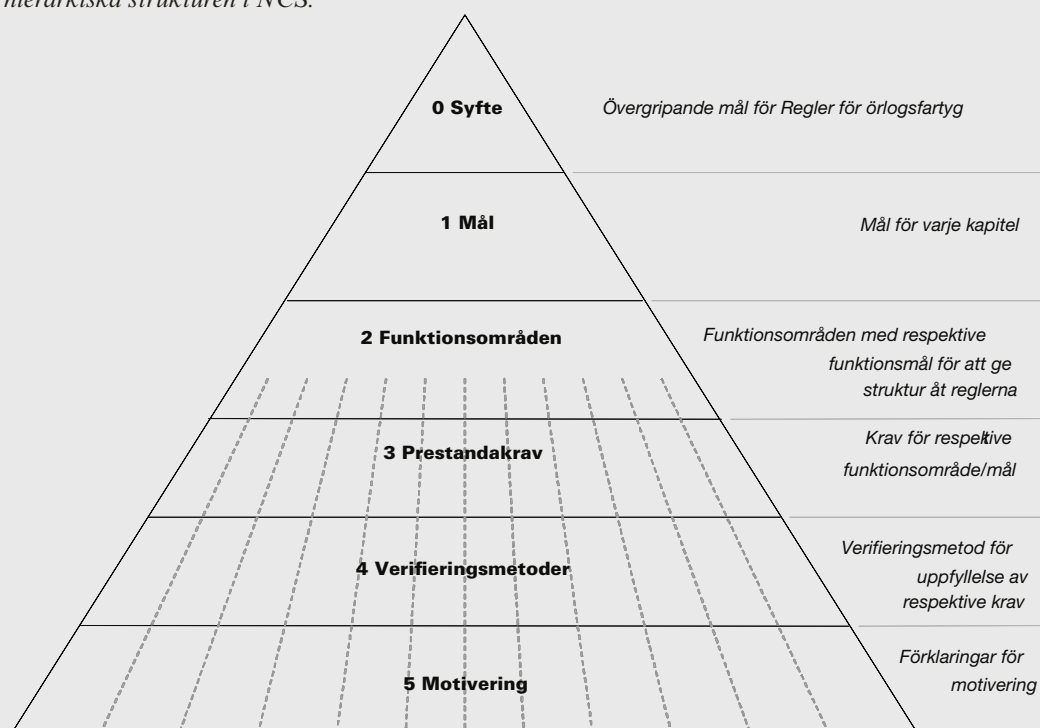 hierarkiska strukturen i NCS.
0 Syfte
Övergripande mål för Regler för örlogsfartyg
1 Mål
Mål för varje kapitel
2 Funktionsområden
Funktionsområden med respektive
funktionsmål för att ge
struktur åt reglerna
3 Prestandakrav
Krav för respektive
funktionsområde/mål
4 Verifieringsmetoder
Verifieringsmetod för
uppfyllelse av
respektive krav
5 Motivering
Förklaringar för
motivering